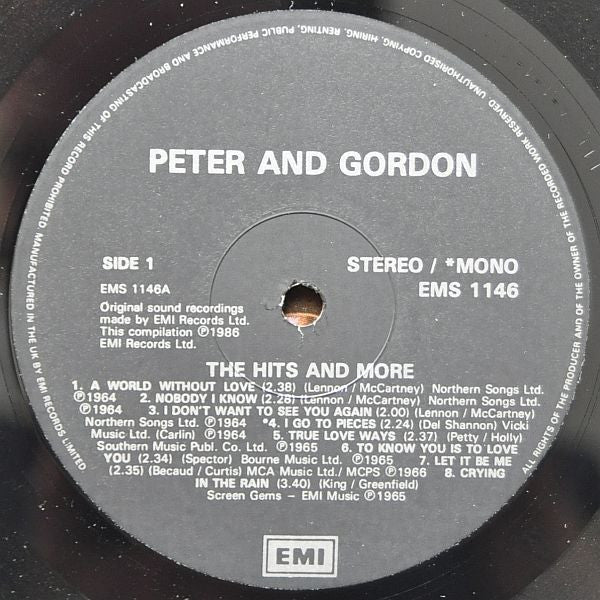 UNAUTHORISED COPYING, HIRING, RENTING, PUBLIC PERFORMANCE AND BROADCASTING OF THIS RECORD PROHIBITED. MANUFACTURED IN THE UK BY EMI RECORDS LIMITED
ALL RIGHTS OF THE PRODUCER AND OF THE OWNER OF THE RECORDED WORK RESERVED
PETER AND GORDON
SIDE 1
STEREO / *MONO
EMS 1146A
EMS 1146
Original sound recordings
made by EMI Records Ltd.
This compilation ℗1986
EMI Records Ltd.
THE HITS AND MORE
1. A WORLD WITHOUT LOVE (2.38) (Lennon / McCartney) Northern Songs Ltd.
℗1964 2. NOBODY I KNOW (2.26) (Lennon / McCartney) Northern Songs Ltd.
℗1964 3. I DON'T WANT TO SEE YOU AGAIN (2.00) (Lennon / McCartney)
Northern Songs Ltd. ℗1964 *4. I GO TO PIECES (2.24) (Del Shannon) Vicki
Music Ltd. (Carlin) ℗1964 5. TRUE LOVE WAYS (2.37) (Petty / Holly)
Southern Music Publ. Co. Ltd. ℗1965 6. TO KNOW YOU IS TO LOVE
YOU (2.34) (Spector) Bourne Music Ltd. ℗1965 7. LET IT BE ME
(2.35) (Becaud / Curtis) MCA Music Ltd./ MCPS ℗1966 8. CRYING
IN THE RAIN (3.40) (King / Greenfield)
Screen Gems – EMI Music ℗1965
EMI